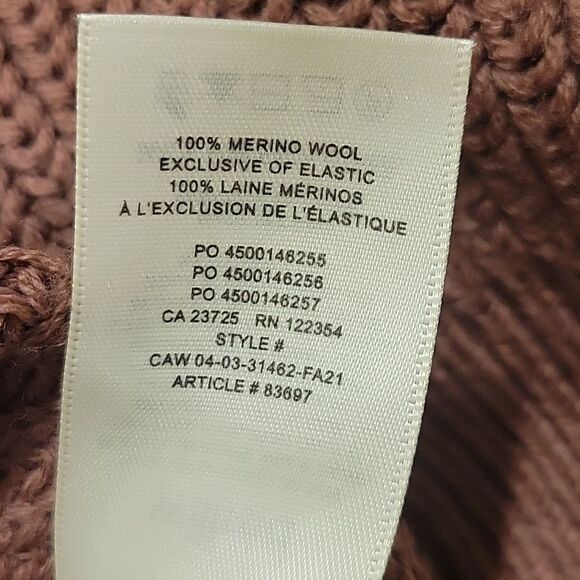 100% MERINO WOOL
EXCLUSIVE OF ELASTIC
100% LAINE MÉRINOS
À L'EXCLUSION DE L'ÉLASTIQUE
PO 4500146255
PO 4500146256
PO 4500146257
CA 23725 RN 122354
STYLE #
CAW 04-03-31462-FA21
ARTICLE # 83697